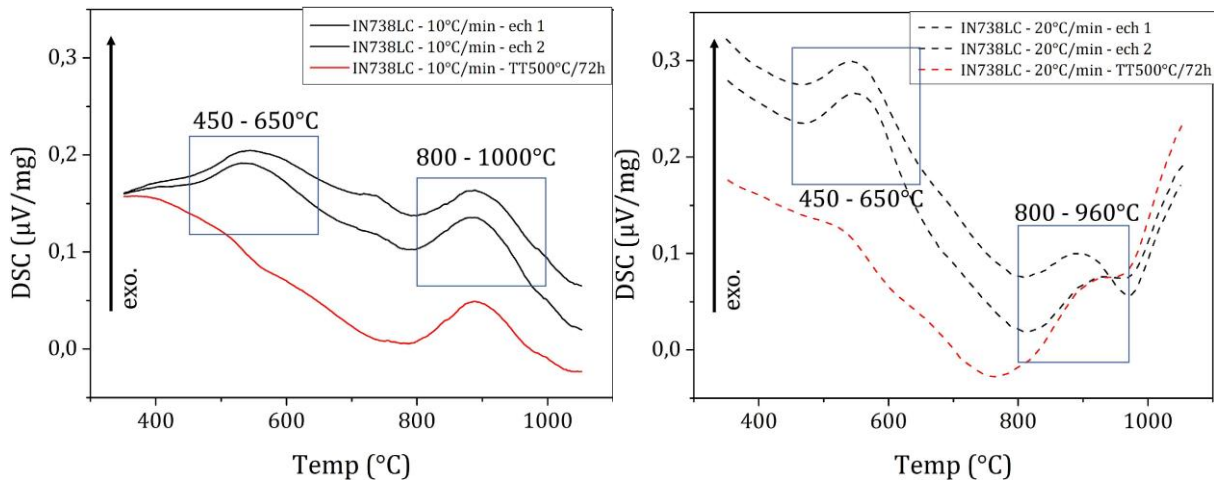 IN738LC - 10°C/min - ech 1
IN738LC - 10°C/min - ech 2
IN738LC - 10°C/min - TT500°C/72h
0,3
0,2
0,1
0,0
DSC (µV/mg)
exo.
450 - 650°C
800 - 1000°C
400
600
800
1000
Temp (°C)
IN738LC - 20°C/min - ech 1
IN738LC - 20°C/min - ech 2
IN738LC - 20°C/min - TT500°C/72h
0,3
0,2
0,1
0,0
DSC (µV/mg)
exo.
450 - 650°C
800 - 960°C
400
600
800
1000
Temp (°C)